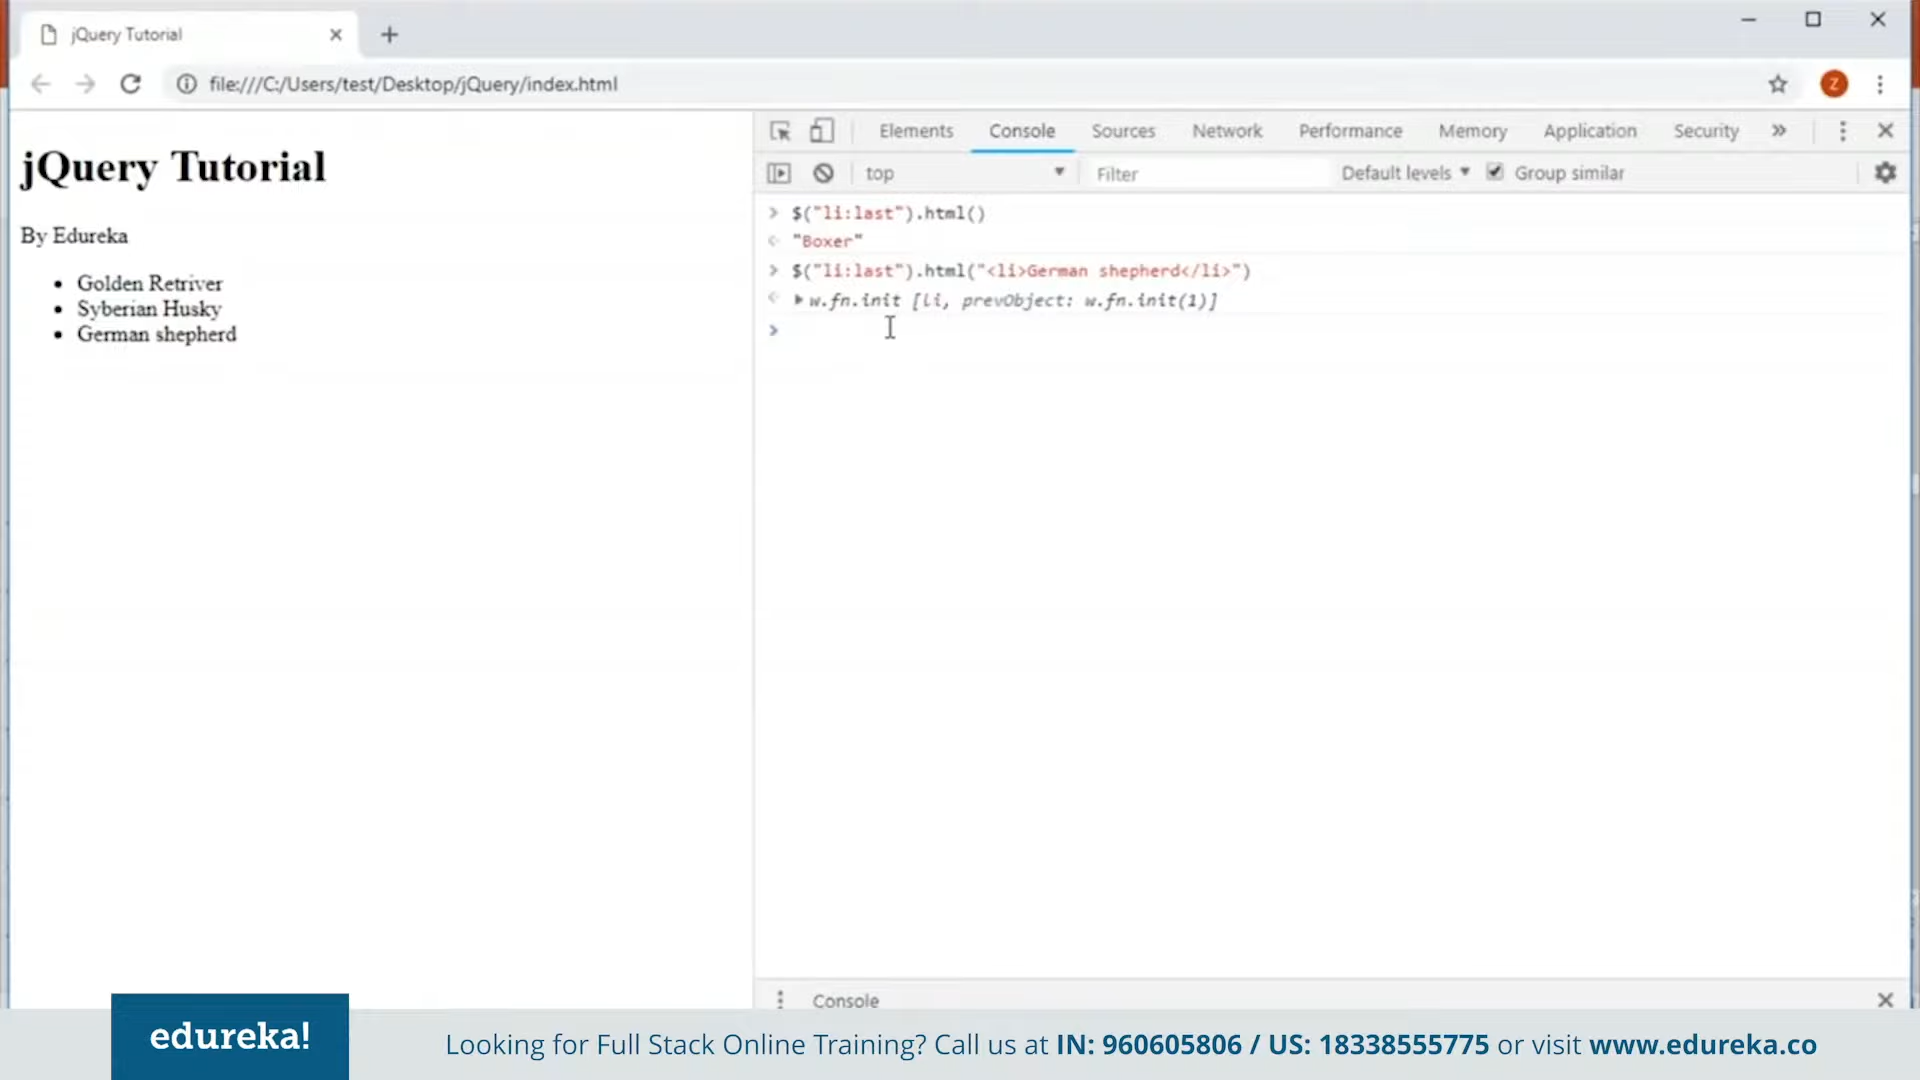 jQuery Tutorial
file:///C:/Users/test/Desktop/jQuery/index.html
Z
jQuery Tutorial
By Edureka
Golden Retriver
Syberian Husky
German shepherd
Elements Console Sources Network Performance Memory Application Security
top Filter Default levels Group similar
$("li:last").html()
"Boxer"
$("li:last").html("<li>German shepherd</li>")
w.fn.init [li, prevObject: w.fn.init(1)]
Console
edureka!
Looking for Full Stack Online Training? Call us at IN: 960605806 / US: 18338555775 or visit www.edureka.co